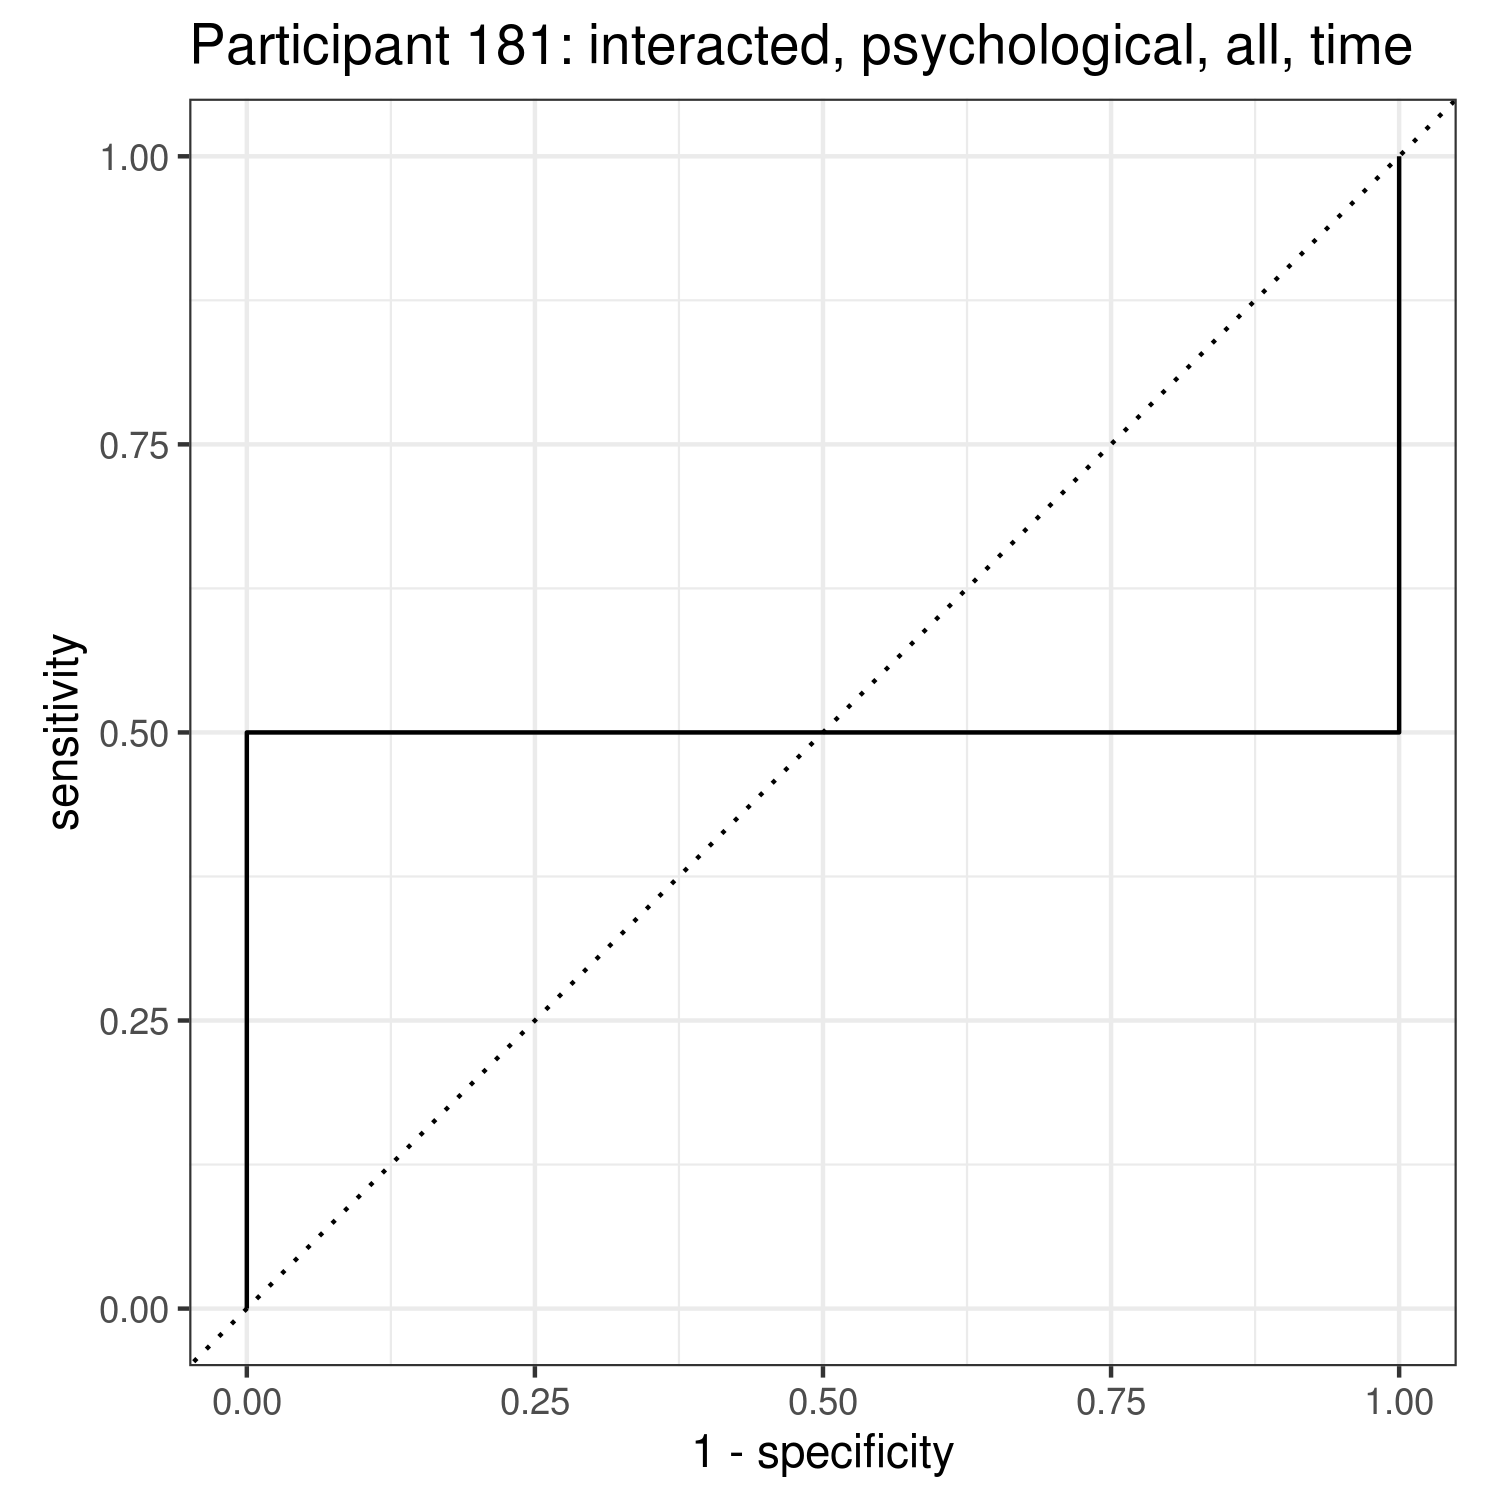 Participant 181: interacted, psychological, all, time
1.00
0.75
0.50
0.25
0.00
sensitivity
0.00 0.25 0.50 0.75 1.00
1 - specificity